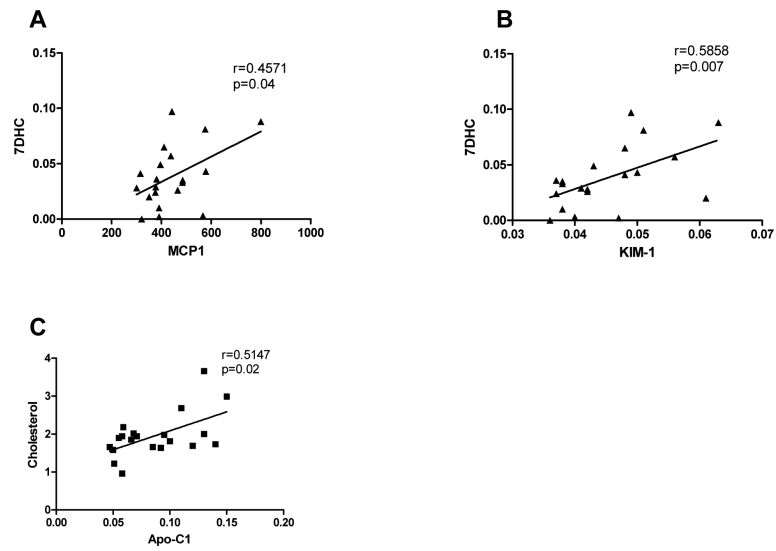 A
r=0.4571
p=0.04
7DHC
0.15
0.10
0.05
0.00
0 200 400 600 800 1000
MCP1
B
r=0.5858
p=0.007
7DHC
0.15
0.10
0.05
0.00
0.03 0.04 0.05 0.06 0.07
KIM-1
C
r=0.5147
p=0.02
Cholesterol
4
3
2
1
0
0.00 0.05 0.10 0.15 0.20
Apo-C1